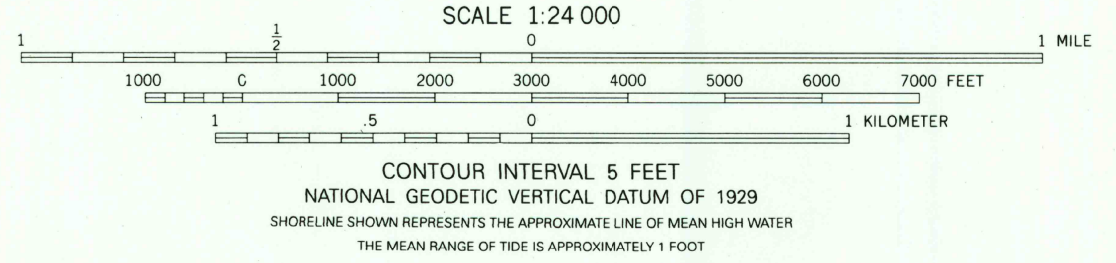 SCALE 1:24 000
1 1/2 0 1 MILE
1000 0 1000 2000 3000 4000 5000 6000 7000 FEET
1 .5 0 1 KILOMETER
CONTOUR INTERVAL 5 FEET
NATIONAL GEODETIC VERTICAL DATUM OF 1929
SHORELINE SHOWN REPRESENTS THE APPROXIMATE LINE OF MEAN HIGH WATER
THE MEAN RANGE OF TIDE IS APPROXIMATELY 1 FOOT